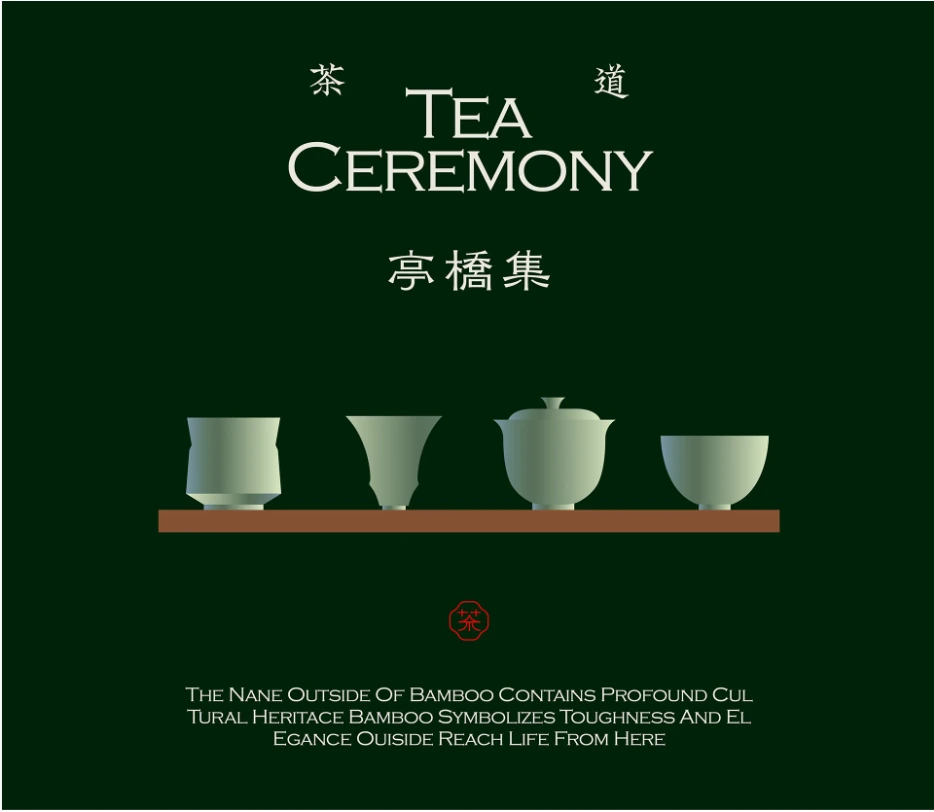 茶 道
TEA
CEREMONY
亭橋集
茶
THE NANE OUTSIDE OF BAMBOO CONTAINS PROFOUND CUL
TURAL HERITACE BAMBOO SYMBOLIZES TOUGHNESS AND EL
EGANCE OUISIDE REACH LIFE FROM HERE